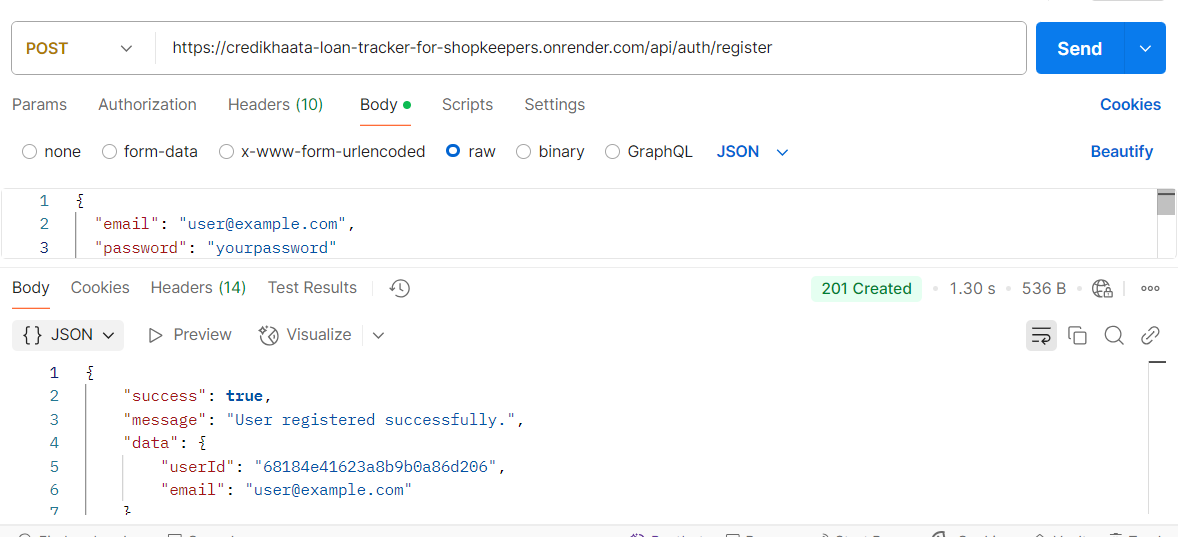 POST https://credikhaata-loan-tracker-for-shopkeepers.onrender.com/api/auth/register Send
Params Authorization Headers (10) Body Scripts Settings Cookies
none form-data x-www-form-urlencoded raw binary GraphQL JSON Beautify
1 {
2 "email": "user@example.com",
3 "password": "yourpassword"
Body Cookies Headers (14) Test Results 201 Created 1.30 s 536 B
{} JSON Preview Visualize
1 {
2 "success": true,
3 "message": "User registered successfully.",
4 "data": {
5 "userId": "68184e41623a8b9b0a86d206",
6 "email": "user@example.com"
7 }